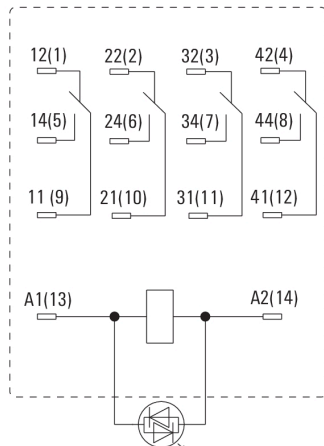 12(1) 22(2) 32(3) 42(4)
14(5) 24(6) 34(7) 44(8)
11 (9) 21(10) 31(11) 41(12)
A1(13) A2(14)